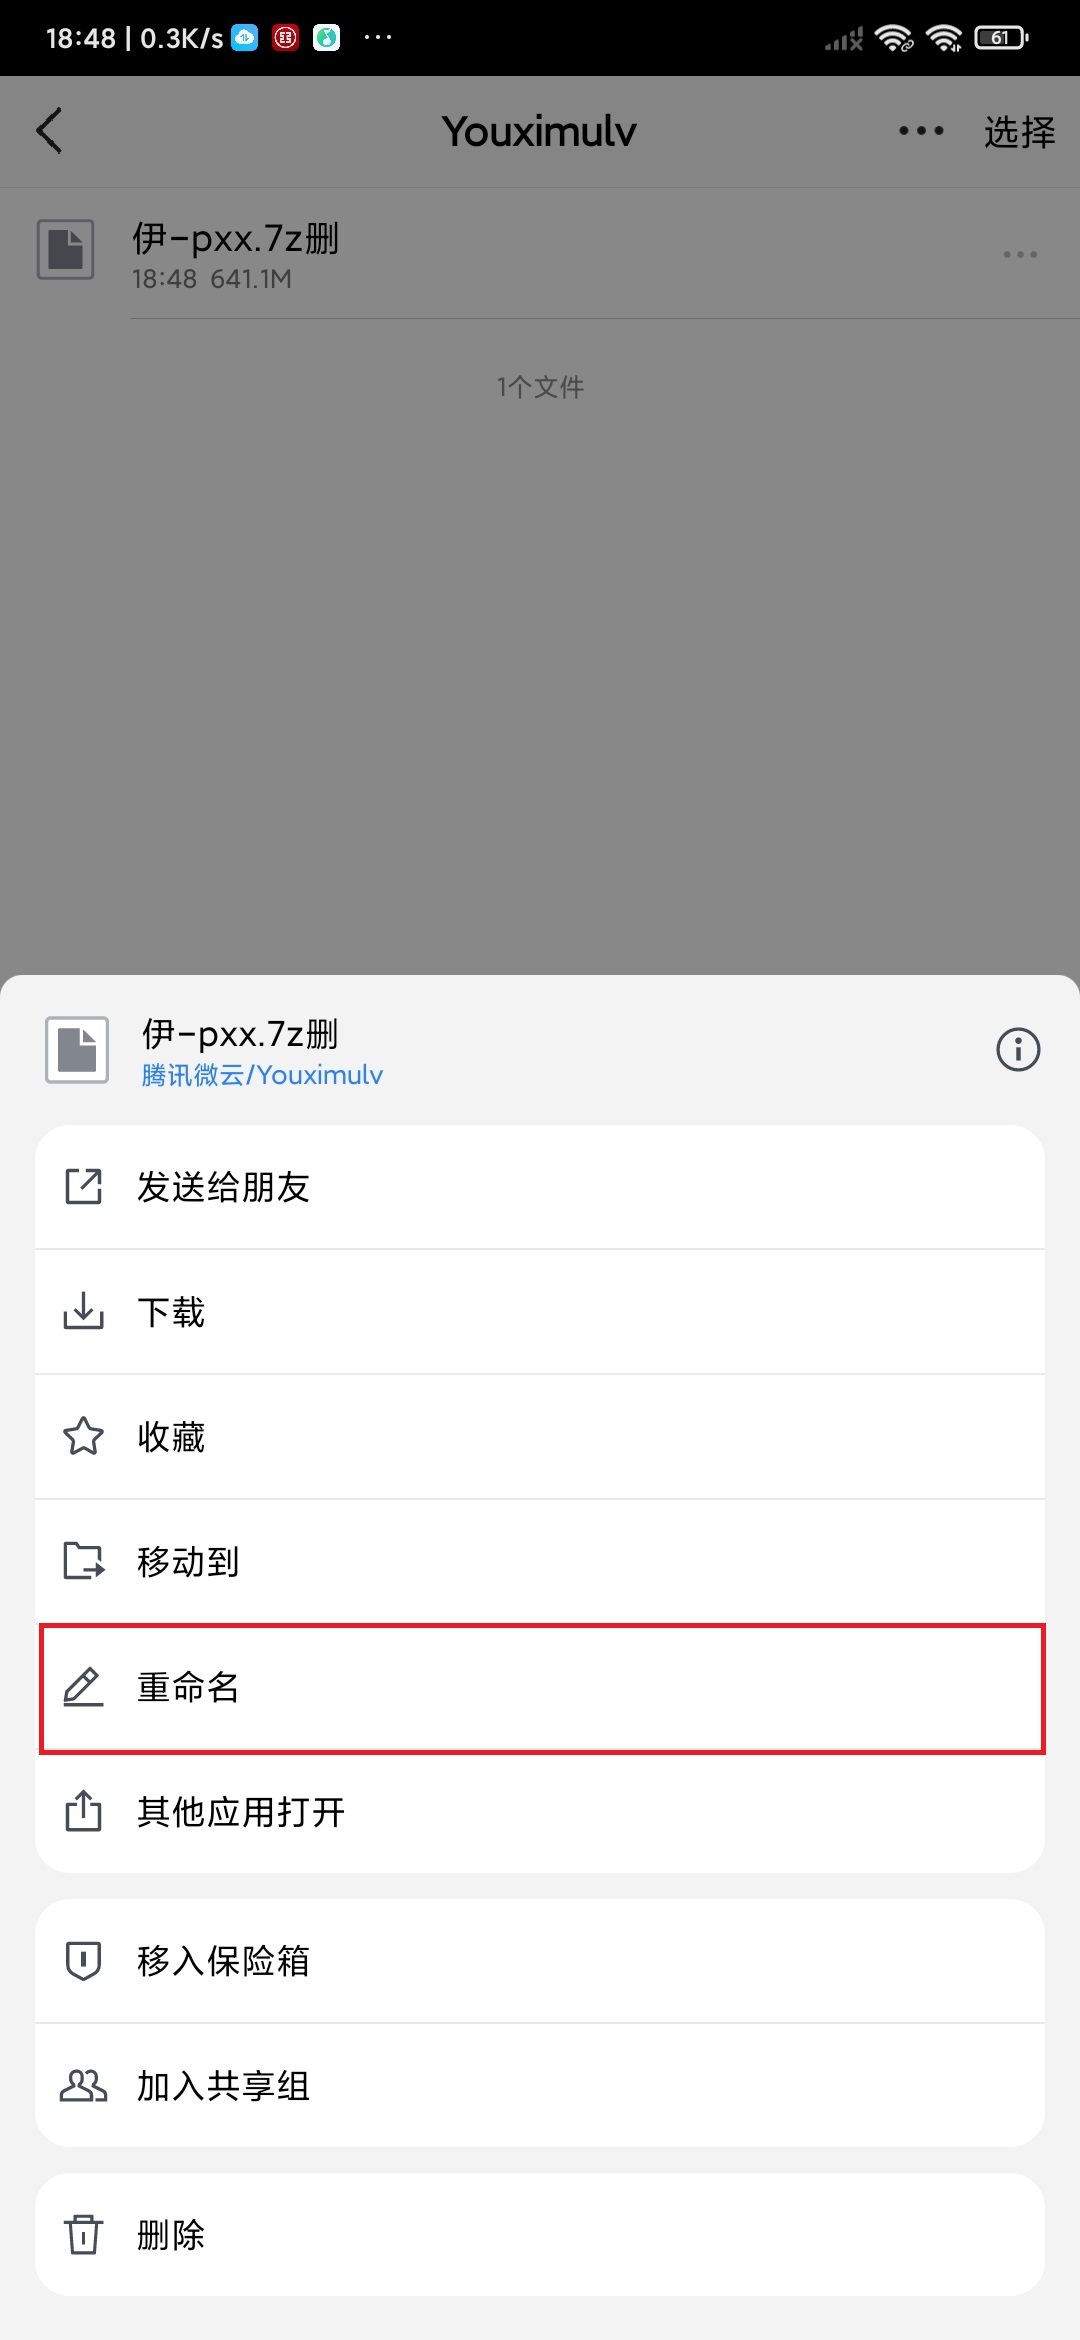 18:48 | 0.3K/s ···
61
Youximulv
选择
伊-pxx.7z删
18:48 641.1M
1个文件
伊-pxx.7z删
腾讯微云/Youximulv
发送给朋友
下载
收藏
移动到
重命名
其他应用打开
移入保险箱
加入共享组
删除